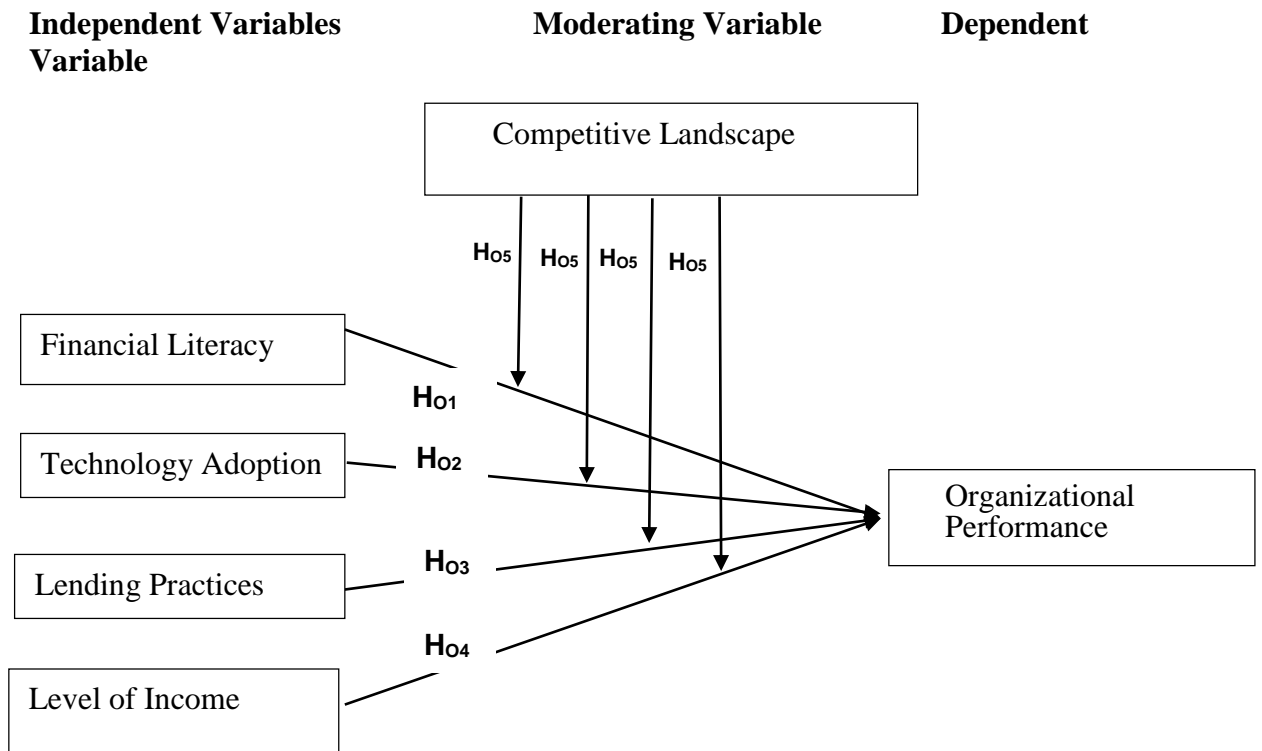 Independent Variables Moderating Variable Dependent
Variable
Competitive Landscape
HO5 HO5 HO5 HO5
Financial Literacy
HO1
Technology Adoption
HO2
Organizational
Performance
Lending Practices
HO3
Level of Income
HO4